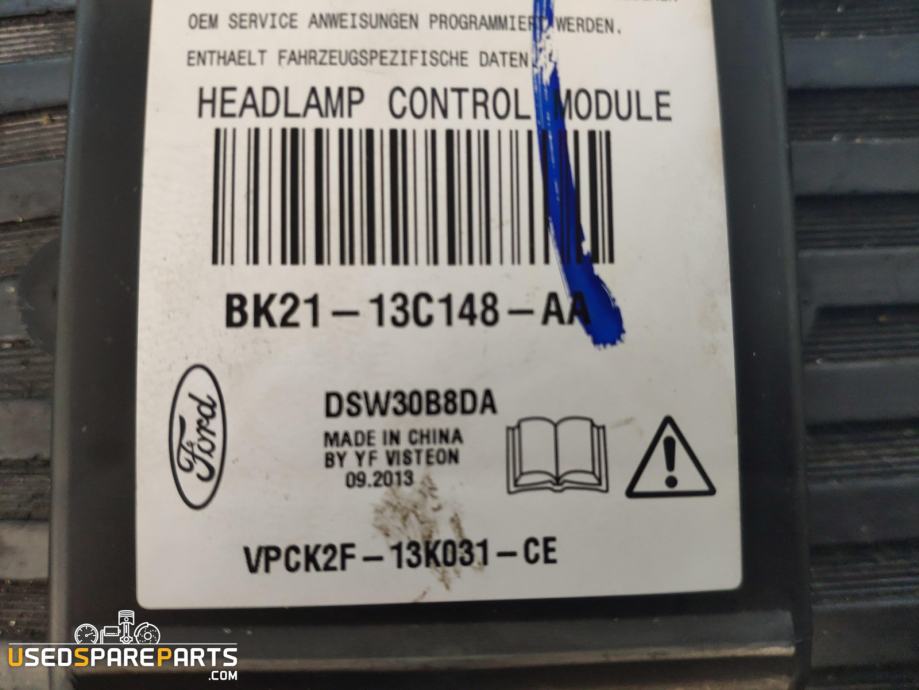 OEM SERVICE ANWEISUNGEN PROGRAMMIERT WERDEN.
ENTHAELT FAHRZEUGSPEZIFISCHE DATEN.
HEADLAMP CONTROL MODULE
BK21-13C148-AA
Ford
DSW30B8DA
MADE IN CHINA
BY YF VISTEON
09.2013
VPCK2F-13K031-CE
USEDSPAREPARTS
.COM